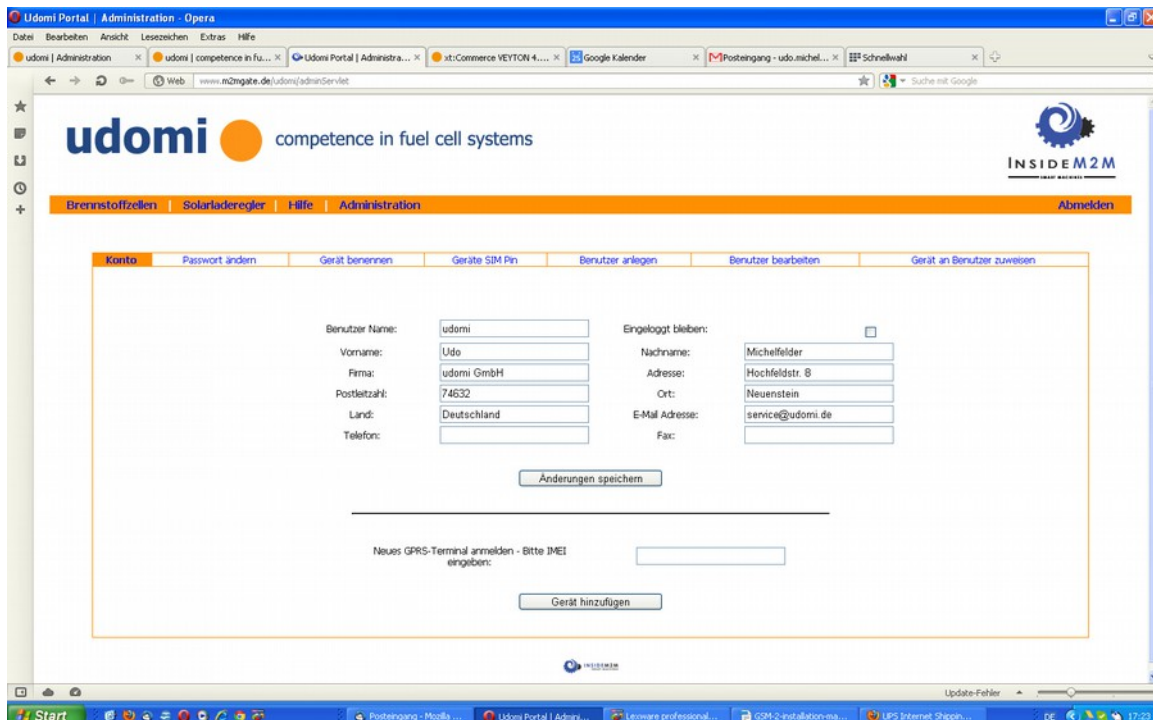 Udomi Portal | Administration - Opera
Datei Bearbeiten Ansicht Lesezeichen Extras Hilfe
udomi | Administration udomi | competence in fu... Udomi Portal | Administra... xt:Commerce VEYTON 4.... Google Kalender Posteingang - udo.michel... Schnellwahl
Web www.m2mgate.de/udomi/adminServlet Suche mit Google
udomi competence in fuel cell systems
INSIDEM2M
SMART MACHINES
Brennstoffzellen | Solarladeregler | Hilfe | Administration Abmelden
Konto Passwort ändern Gerät benennen Geräte SIM Pin Benutzer anlegen Benutzer bearbeiten Gerät an Benutzer zuweisen
Benutzer Name: udomi Eingeloggt bleiben:
Vorname: Udo Nachname: Michelfelder
Firma: udomi GmbH Adresse: Hochfeldstr. 8
Postleitzahl: 74632 Ort: Neuenstein
Land: Deutschland E-Mail Adresse: service@udomi.de
Telefon: Fax:
Änderungen speichern
Neues GPRS-Terminal anmelden - Bitte IMEI
eingeben:
Gerät hinzufügen
INSIDEM2M
Update-Fehler
Start Posteingang - Mozilla ... Udomi Portal | Admini... Lexware professional... GSM-2-installation-ma... UPS Internet Shippin... DE 17:23